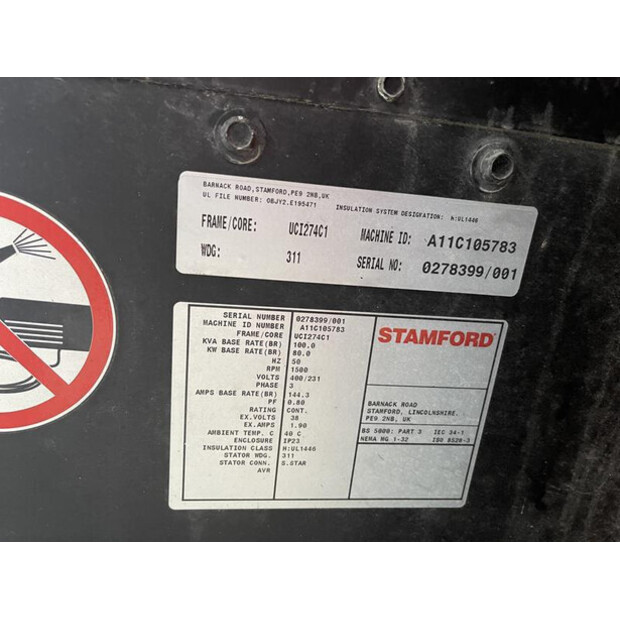 BARNACK ROAD,STAMFORD,PE9 2NB,UK
UL FILE NUMBER: OBJY2.E195471 INSULATION SYSTEM DESIGFATION: H:UL1446
FRAME/CORE: UCI274C1 MACHINE ID: A11C105783
WDG: 311 SERIAL NO: 0278399/001
SERIAL NUMBER 0278399/001
MACHINE ID NUMBER A11C105783
FRAME/CORE UCI274C1
KVA BASE RATE(BR) 100.0
KW BASE RATE(BR) 80.0
HZ 50
RPM 1500
VOLTS 400/231
PHASE 3
AMPS BASE RATE(BR) 144.3
PF 0.80
RATING CONT.
EX.VOLTS 38
EX.AMPS 1.90
AMBIENT TEMP. C 40 C
ENCLOSURE IP23
INSULATION CLASS H:UL1446
STATOR WDG. 311
STATOR CONN. S.STAR
AVR
STAMFORD
BARNACK ROAD
STAMFORD, LINCOLNSHIRE.
PE9 2NB, UK
BS 5000: PART 3 IEC 34-1
NEMA MG 1-32 ISO 8528-3